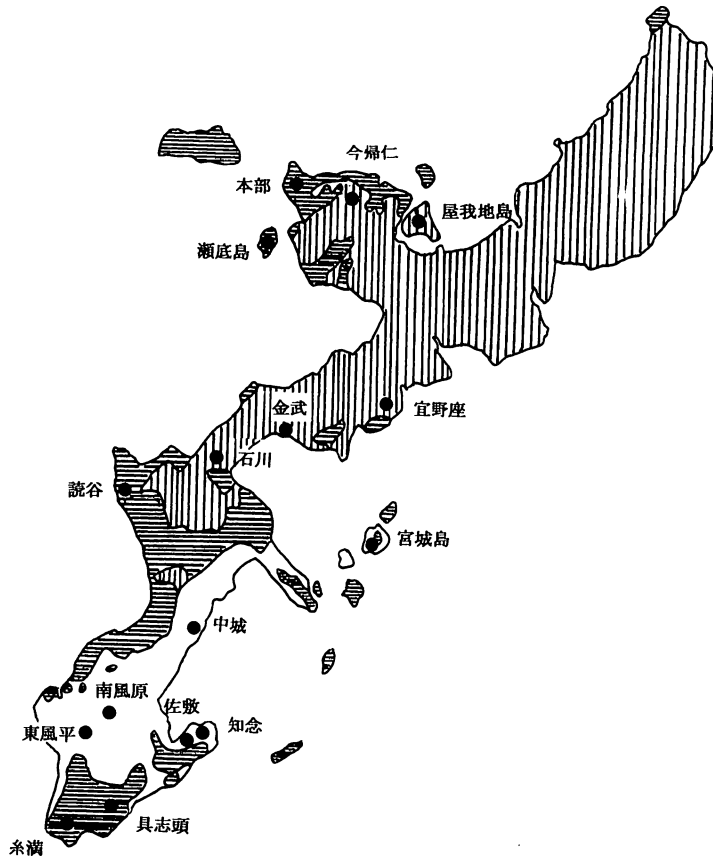 今帰仁
本部
屋我地島
瀬底島
金武
宜野座
石川
読谷
宮城島
中城
南風原
佐敷
知念
東風平
具志頭
糸満